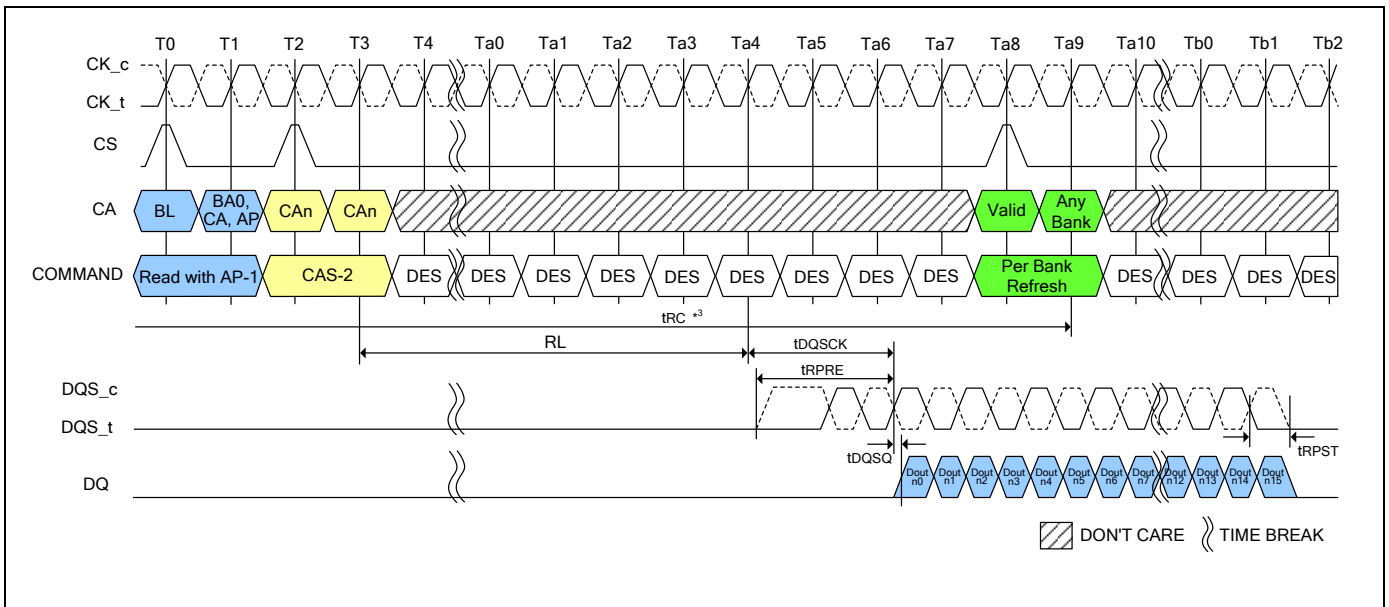 T0 T1 T2 T3 T4 Ta0 Ta1 Ta2 Ta3 Ta4 Ta5 Ta6 Ta7 Ta8 Ta9 Ta10 Tb0 Tb1 Tb2
CK_c
CK_t
CS
CA
BL
BA0,
CA, AP
CAn
CAn
Valid
Any
Bank
COMMAND
Read with AP-1
CAS-2
DES DES DES DES DES DES DES DES DES
Per Bank
Refresh
DES DES DES DES
tRC *3
RL
tDQSCK
tRPRE
DQS_c
DQS_t
tDQSQ
tRPST
DQ
Dout n0
Dout n1
Dout n2
Dout n3
Dout n4
Dout n5
Dout n6
Dout n7
Dout n12
Dout n13
Dout n14
Dout n15
DON'T CARE
TIME BREAK